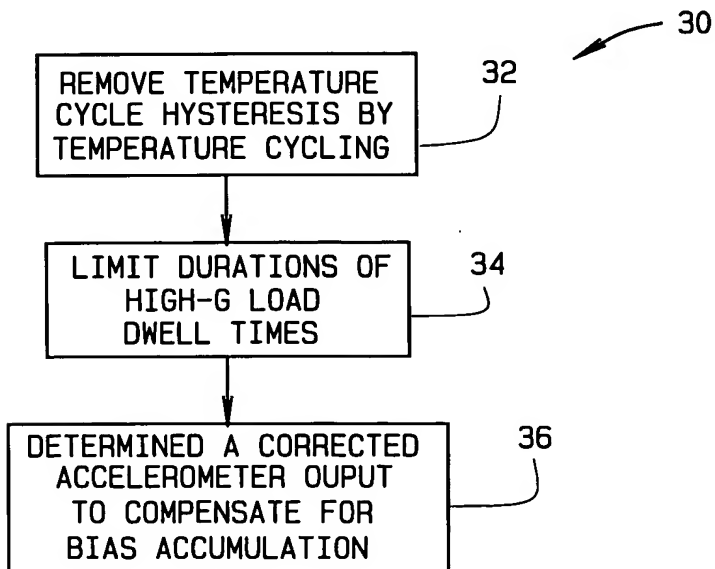 30
REMOVE TEMPERATURE
CYCLE HYSTERESIS BY
TEMPERATURE CYCLING
32
LIMIT DURATIONS OF
HIGH-G LOAD
DWELL TIMES
34
DETERMINED A CORRECTED
ACCELEROMETER OUPUT
TO COMPENSATE FOR
BIAS ACCUMULATION
36